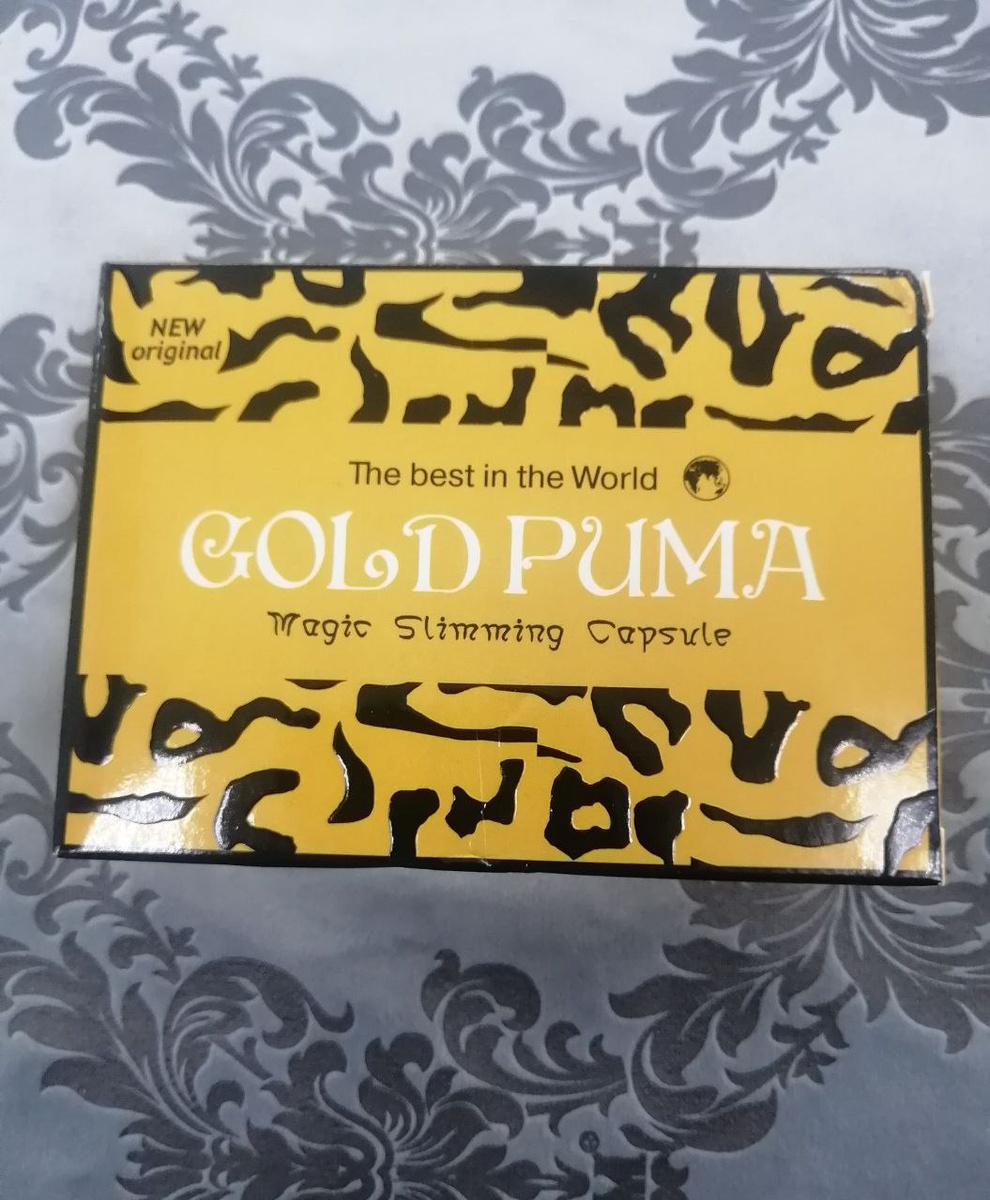 NEW
original
The best in the World
GOLD PUMA
Magic Slimming Capsule